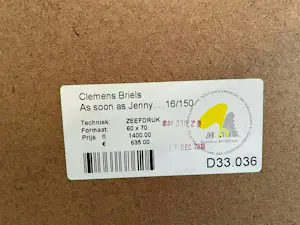 Clemens Briels
As soon as Jenny.....16/150
Techniek: ZEEFDRUK
Formaat: 60 x 70
Prijs fl 1400.00
€ 635.00
DEC
D33.036